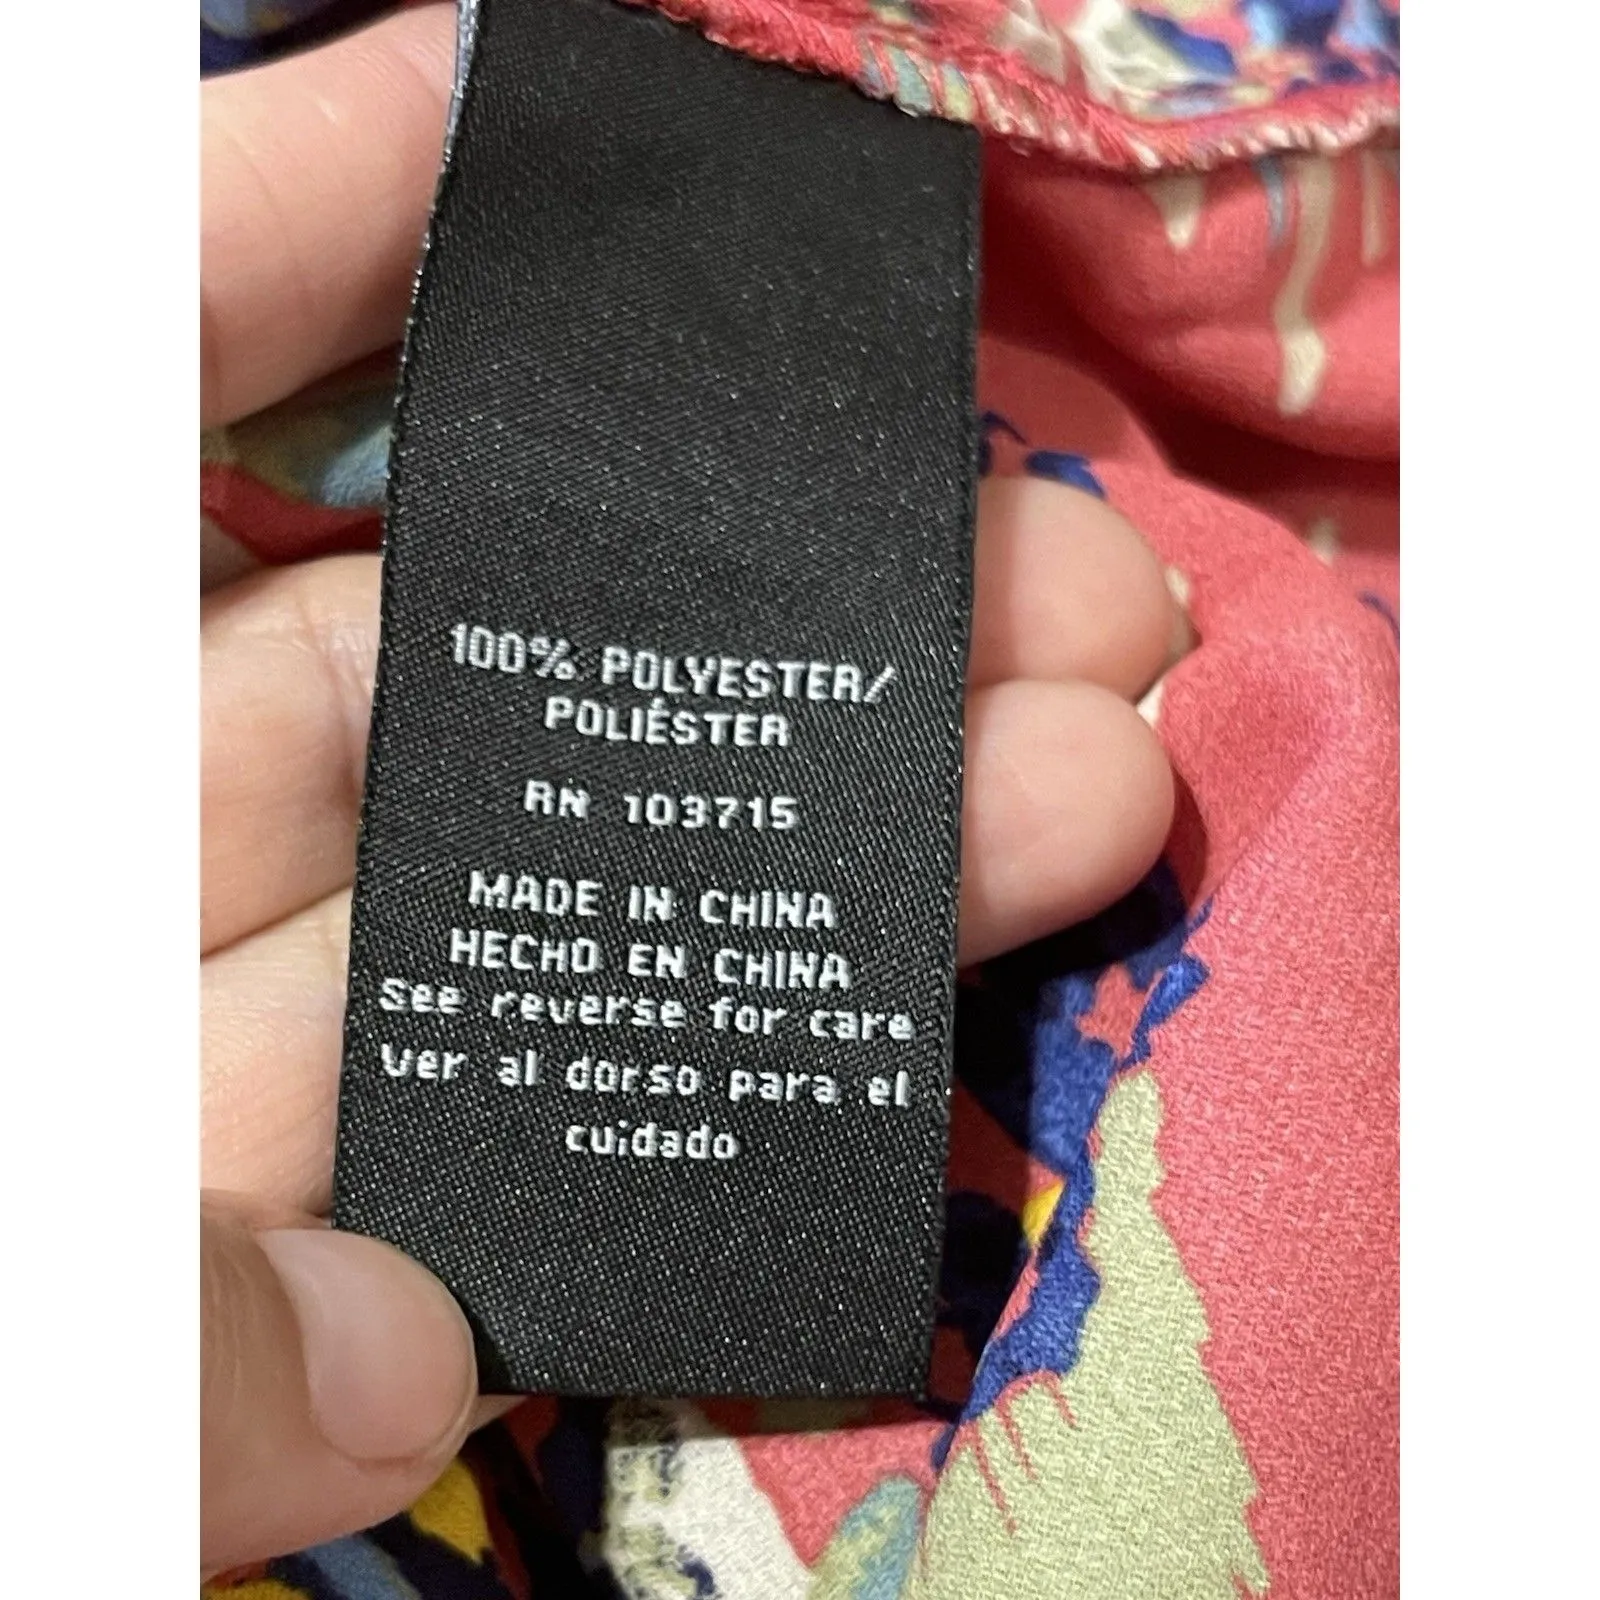 100% POLYESTER/
POLIÉSTER
RN 103715
MADE IN CHINA
HECHO EN CHINA
See reverse for care
ver al dorso para el
cuidado